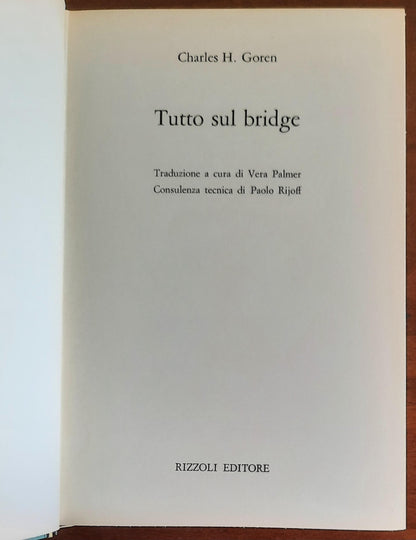 Charles H. Goren
Tutto sul bridge
Traduzione a cura di Vera Palmer
Consulenza tecnica di Paolo Rijoff
RIZZOLI EDITORE